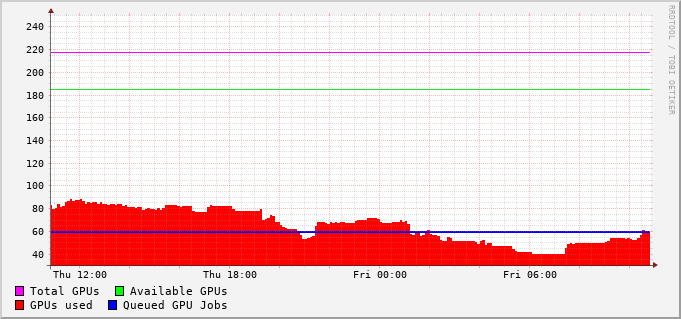 240
220
200
180
160
140
120
100
80
60
40
Thu 12:00 Thu 18:00 Fri 00:00 Fri 06:00
Total GPUs Available GPUs
GPUs used Queued GPU Jobs
RRDTOOL / TOBI OETIKER